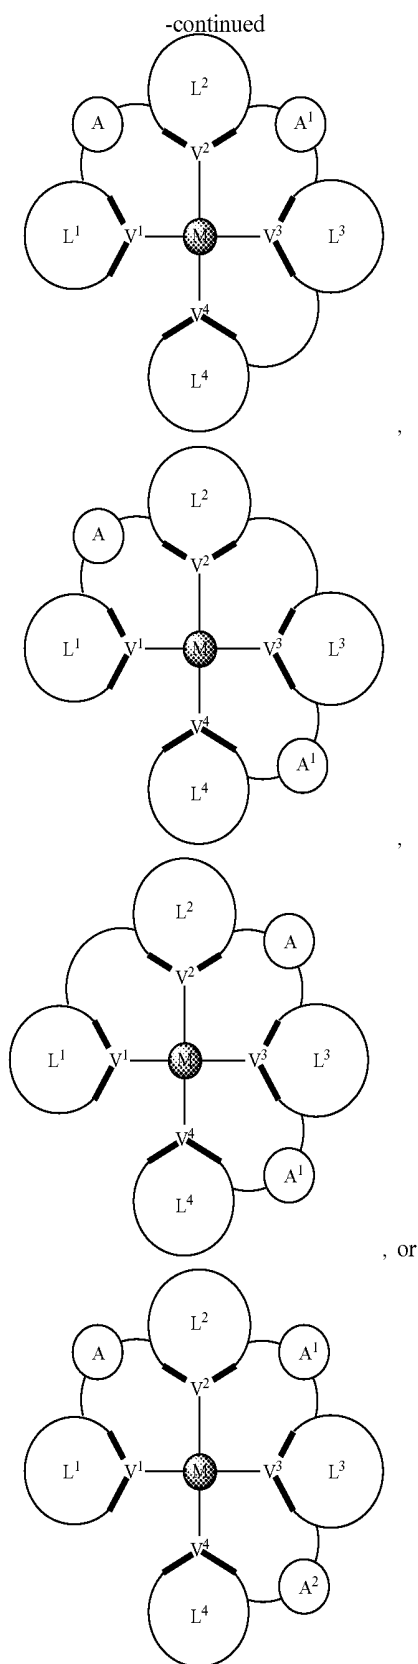 -continued
L²
A A¹
V²
L¹ V¹ M V³ L³
V⁴
L⁴
,
L²
A
V²
L¹ V¹ M V³ L³
V⁴
A¹
L⁴
,
L²
A
V²
L¹ V¹ M V³ L³
V⁴
A¹
L⁴
, or
L²
A A¹
V²
L¹ V¹ M V³ L³
V⁴
A²
L⁴